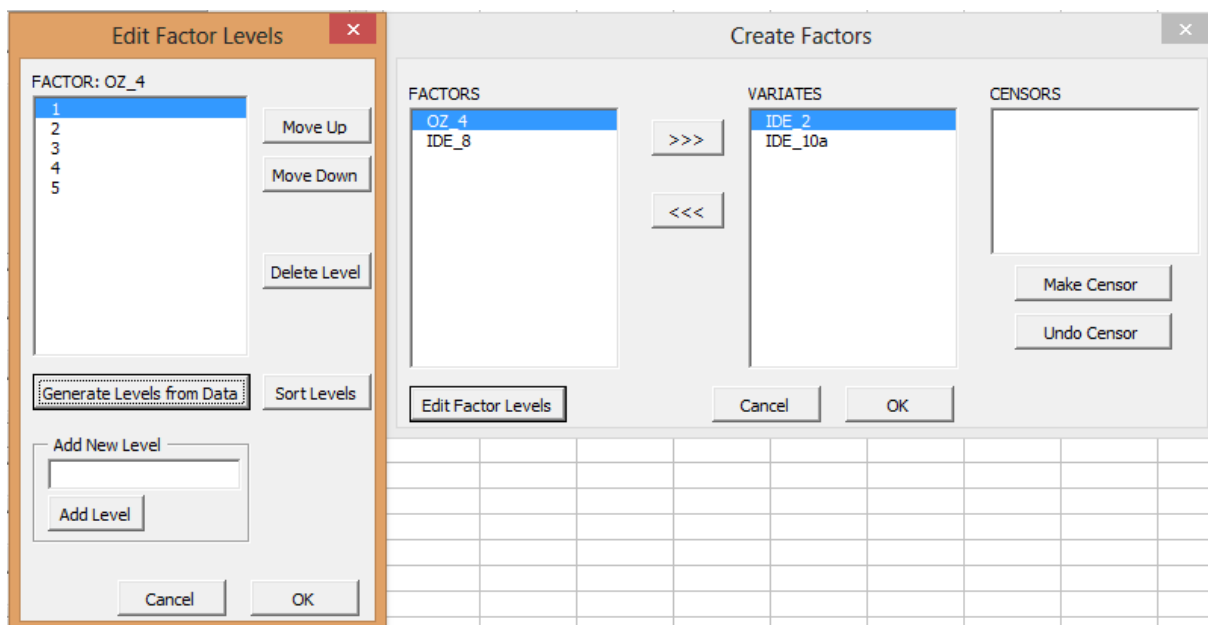 Edit Factor Levels
FACTOR: OZ_4
1
2
3
4
5
Move Up
Move Down
Delete Level
Generate Levels from Data
Sort Levels
Add New Level
Add Level
Cancel
OK
Create Factors
FACTORS
OZ_4
IDE_8
>>>
<<<
VARIATES
IDE_2
IDE_10a
CENSORS
Make Censor
Undo Censor
Edit Factor Levels
Cancel
OK